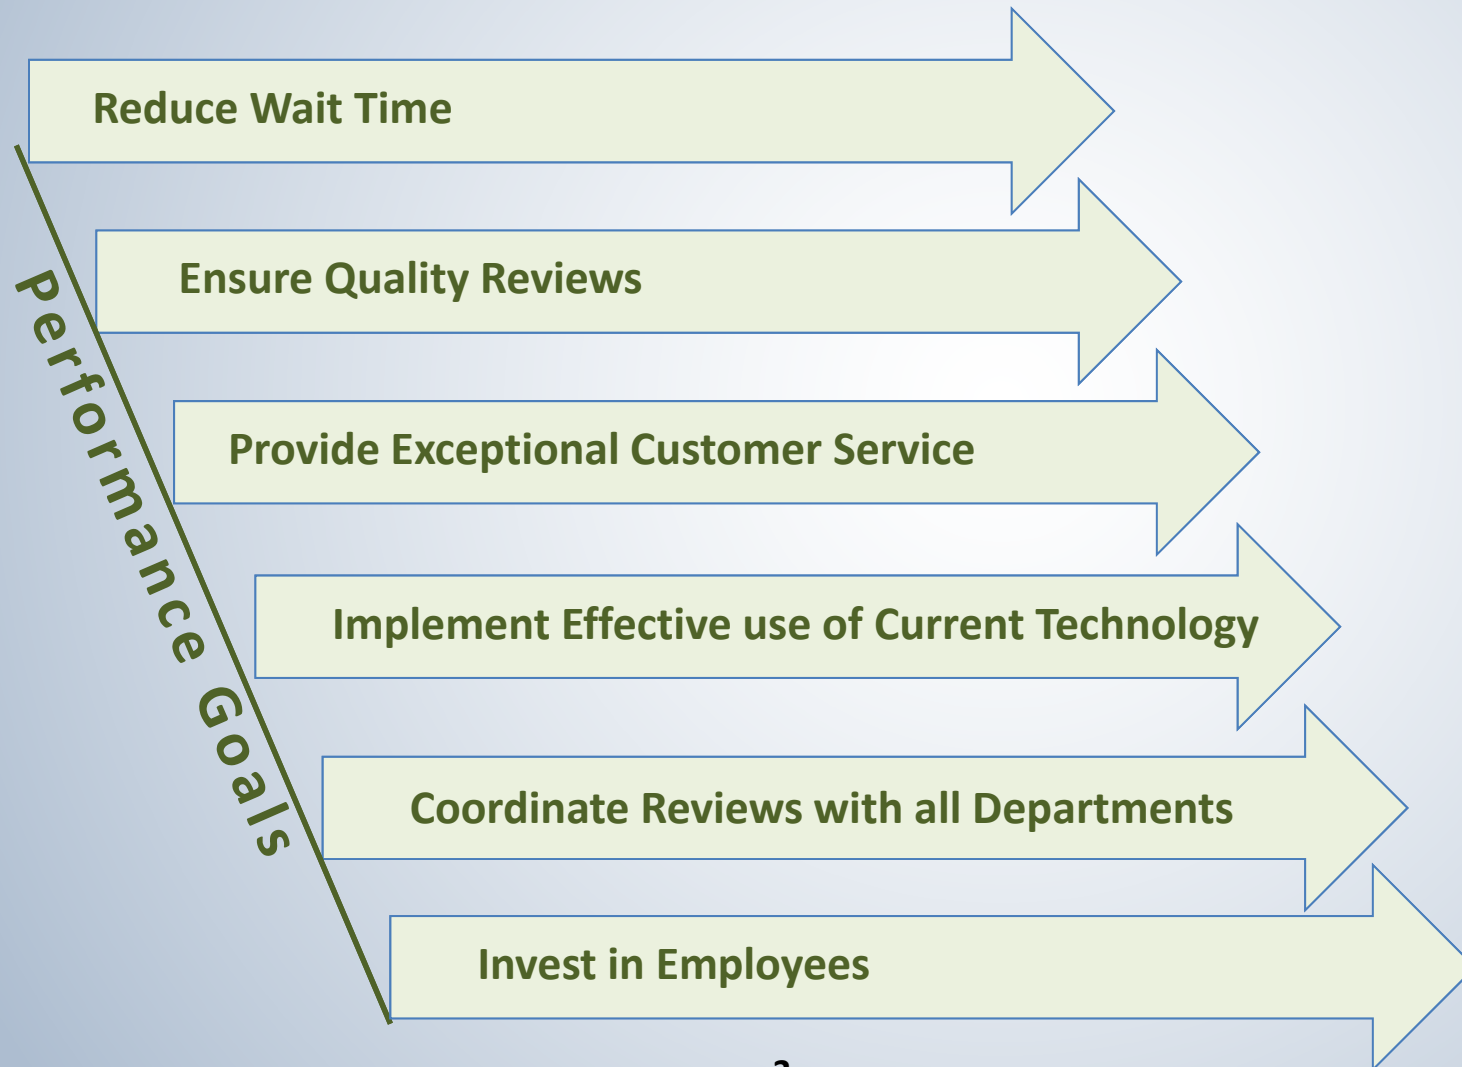 Reduce Wait Time
Ensure Quality Reviews
Provide Exceptional Customer Service
Implement Effective use of Current Technology
Coordinate Reviews with all Departments
Invest in Employees
Performance Goals